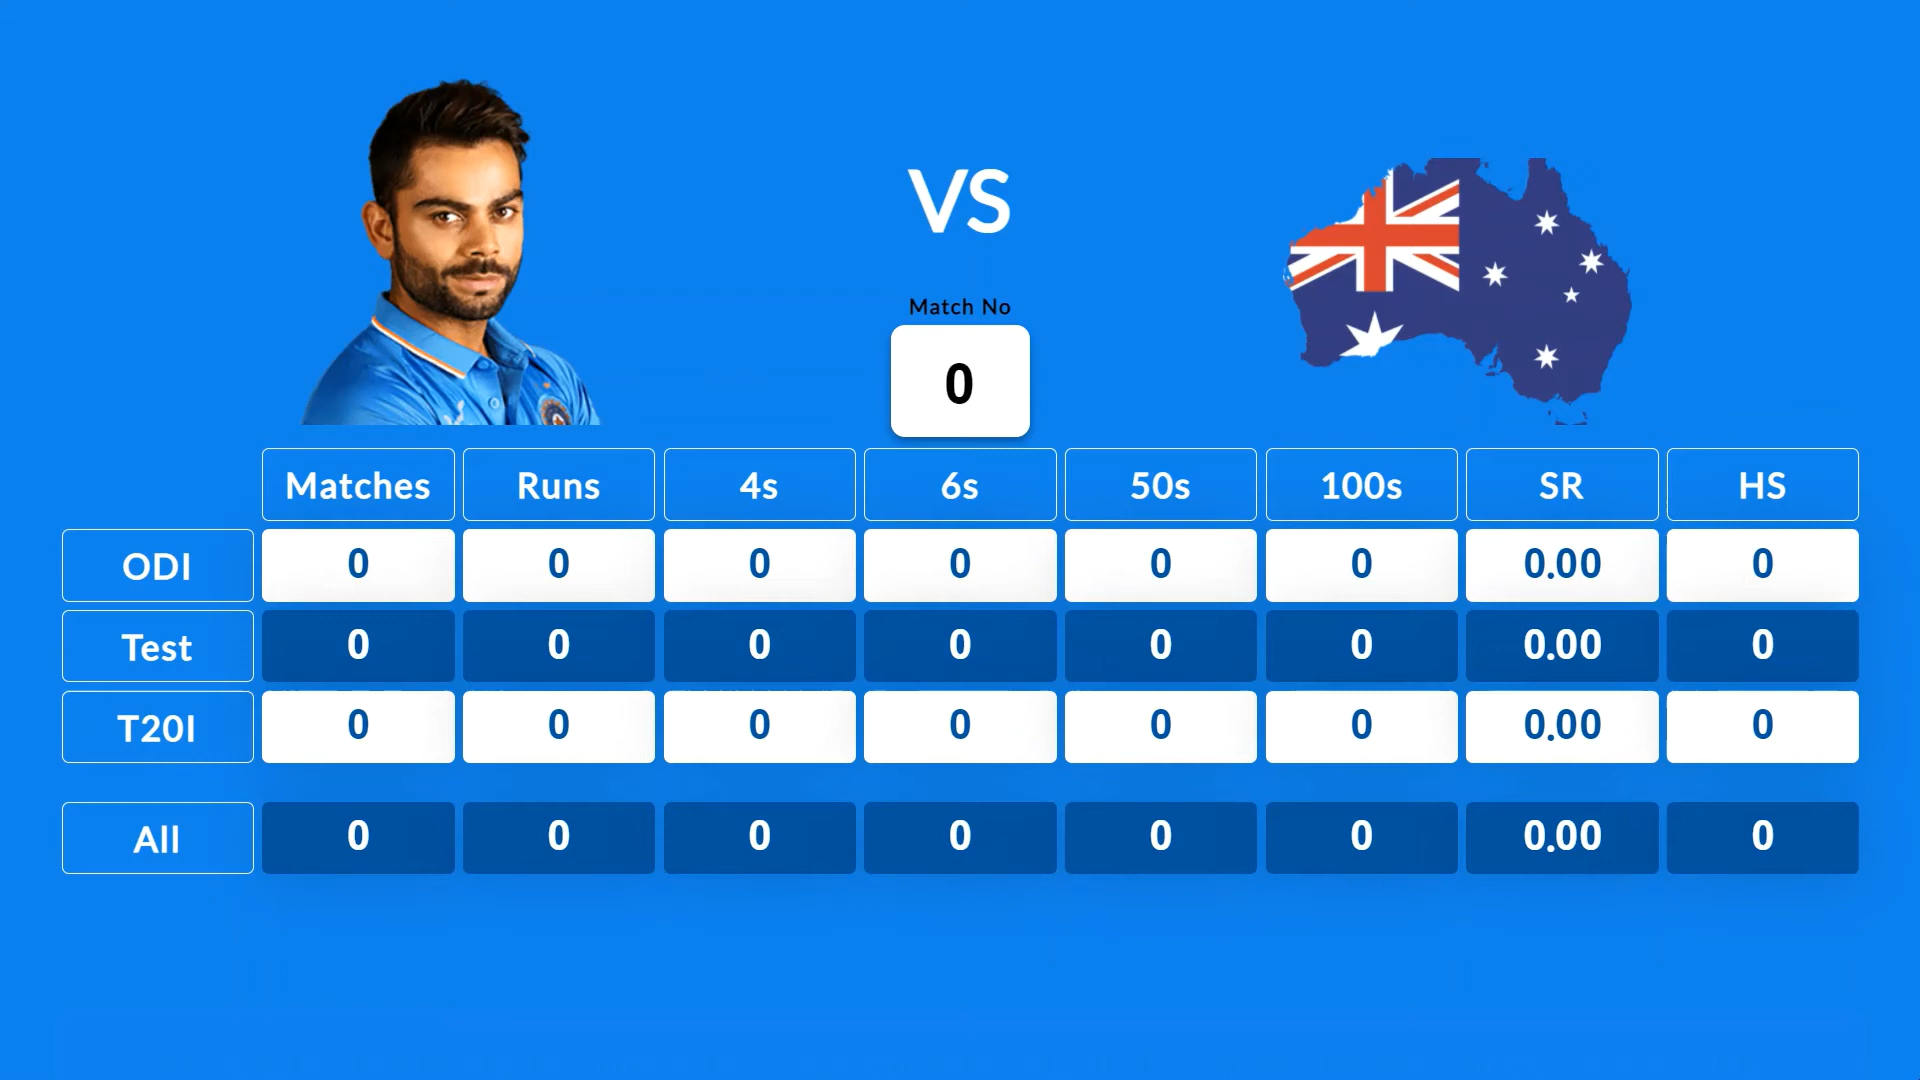 VS
Match No
0
Matches Runs 4s 6s 50s 100s SR HS
ODI 0 0 0 0 0 0 0.00 0
Test 0 0 0 0 0 0 0.00 0
T20I 0 0 0 0 0 0 0.00 0
All 0 0 0 0 0 0 0.00 0